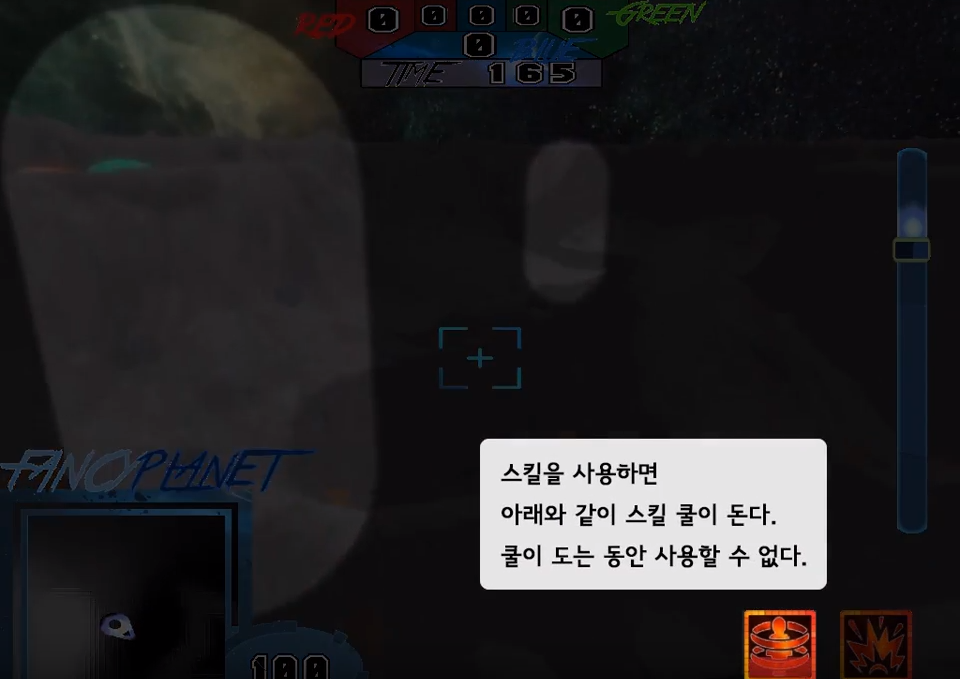 RED
0
0
0
0
0
GREEN
0
BLUE
TIME 165
FANCYPLANET
스킬을 사용하면
아래와 같이 스킬 쿨이 돈다.
쿨이 도는 동안 사용할 수 없다.
100